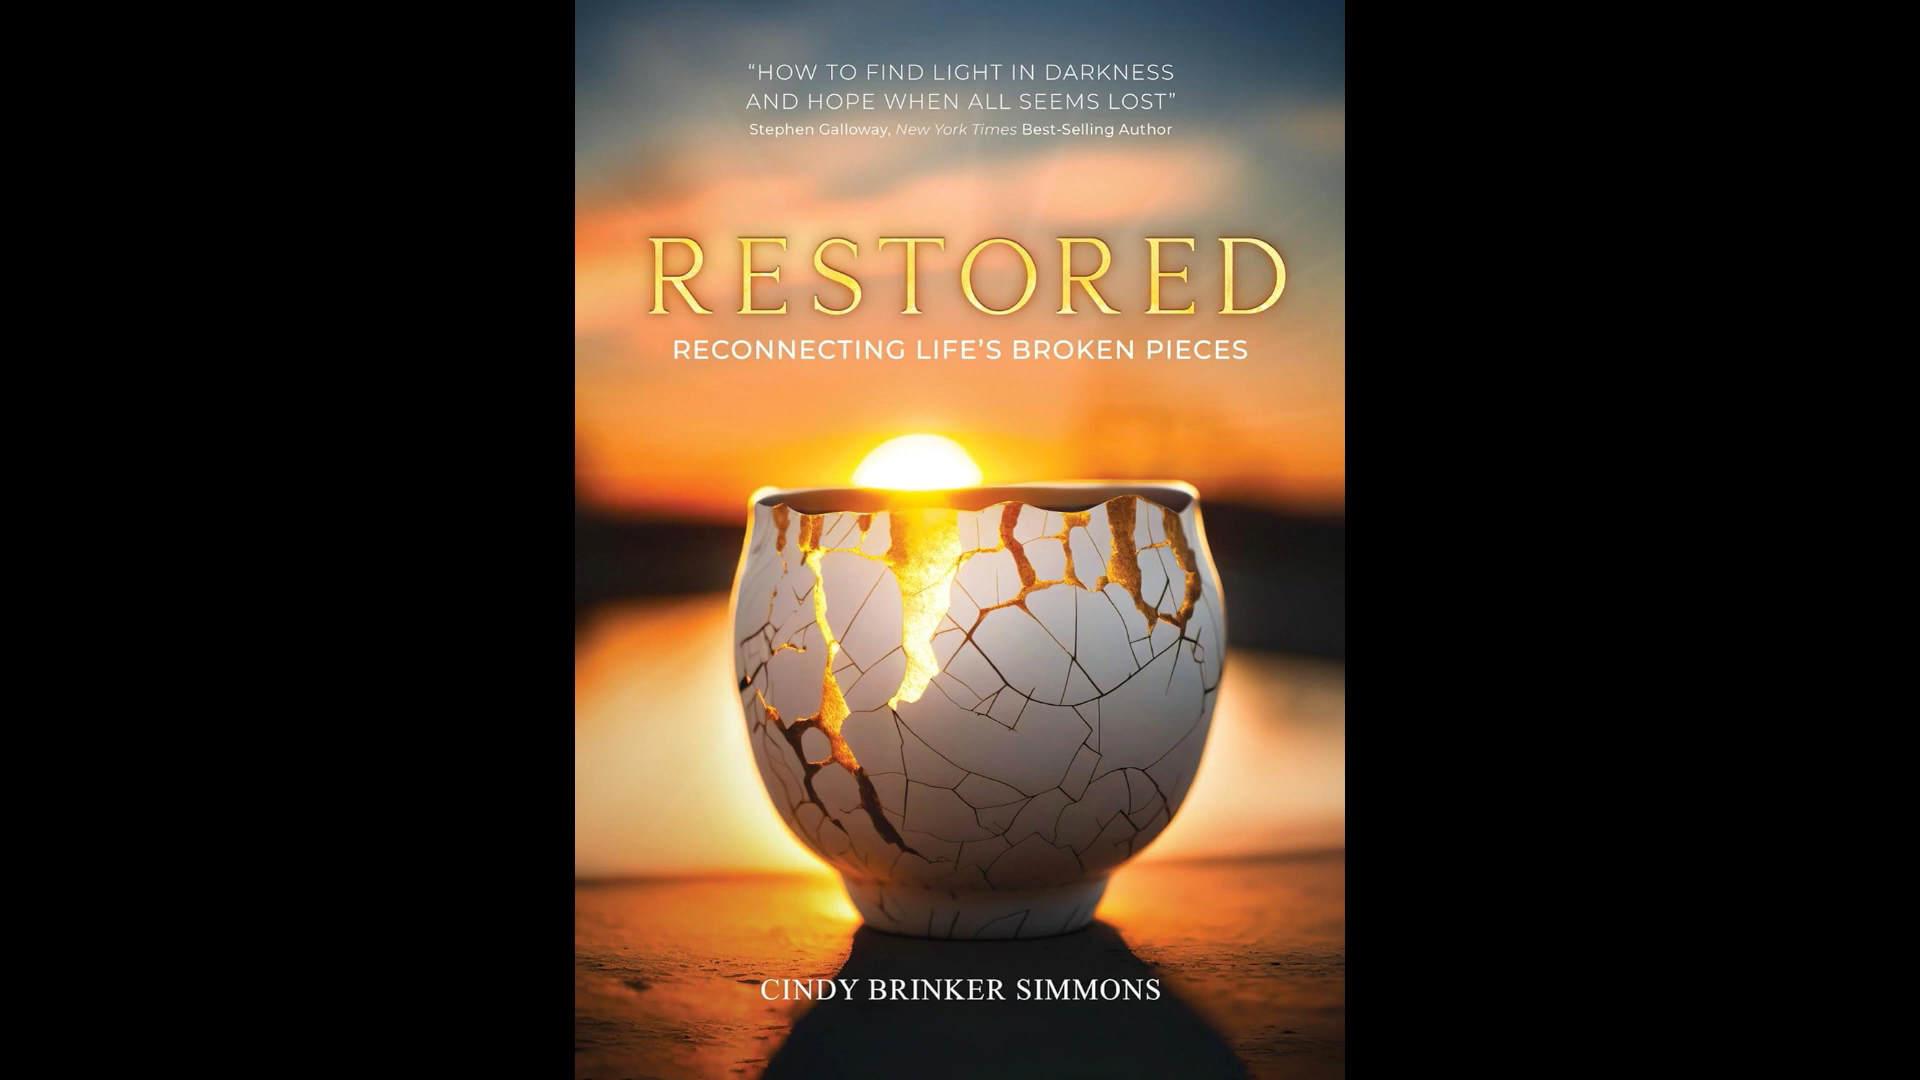 “HOW TO FIND LIGHT IN DARKNESS
AND HOPE WHEN ALL SEEMS LOST”
Stephen Galloway, New York Times Best-Selling Author
RESTORED
RECONNECTING LIFE’S BROKEN PIECES
CINDY BRINKER SIMMONS